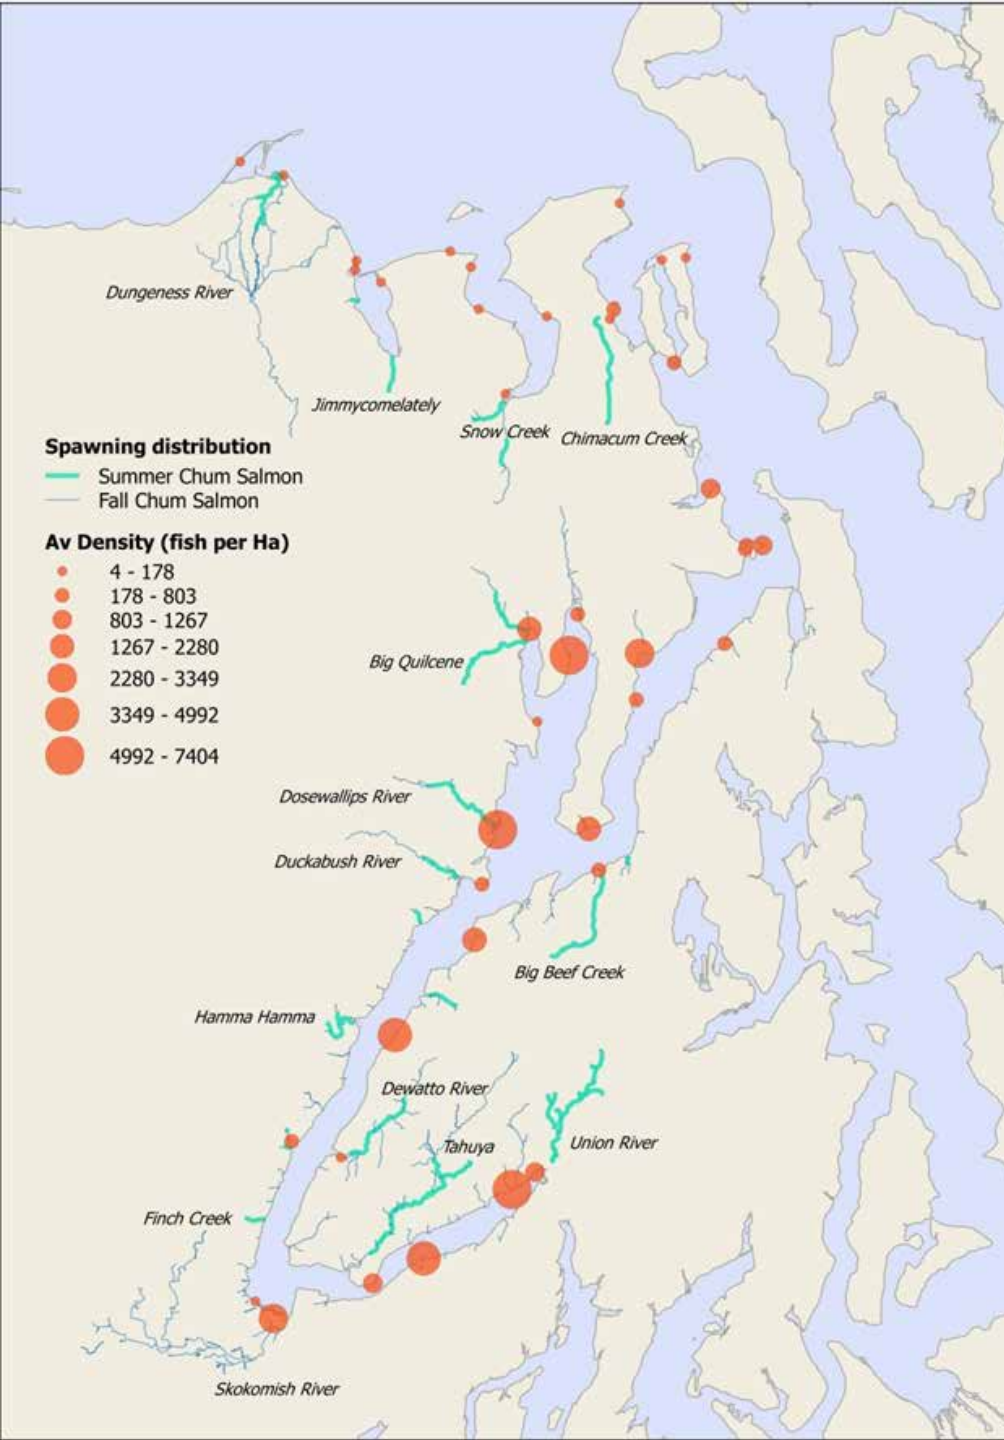 Dungeness River
Jimmycomelately
Snow Creek
Chimacum Creek
Spawning distribution
Summer Chum Salmon
Fall Chum Salmon
Av Density (fish per Ha)
4 - 178
178 - 803
803 - 1267
1267 - 2280
2280 - 3349
3349 - 4992
4992 - 7404
Big Quilcene
Dosewallips River
Duckabush River
Big Beef Creek
Hamma Hamma
Dewatto River
Tahuya
Union River
Finch Creek
Skokomish River